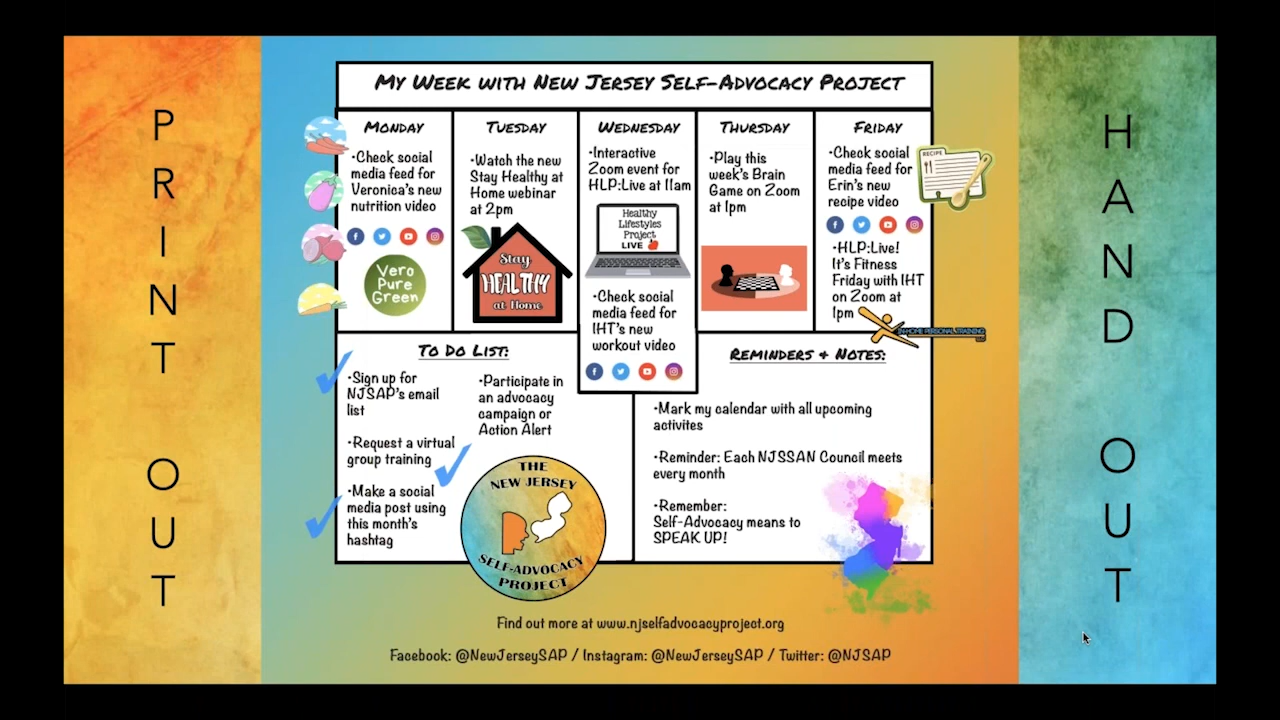 PRINT OUT
MY WEEK WITH NEW JERSEY SELF-ADVOCACY PROJECT
MONDAY
•Check social
media feed for
Veronica's new
nutrition video
Vero
Pure
Green
TUESDAY
•Watch the new
Stay Healthy at
Home webinar
at 2pm
Stay
HEALTHY
at Home
WEDNESDAY
•Interactive
Zoom event for
HLP:Live at 11am
Healthy
Lifestyles
Project
LIVE
•Check social
media feed for
IHT's new
workout video
THURSDAY
•Play this
week's Brain
Game on Zoom
at 1pm
FRIDAY
•Check social
media feed for
Erin's new
recipe video
RECIPE
•HLP:Live!
It's Fitness
Friday with IHT
on Zoom at
1pm
IN-HOME PERSONAL TRAINING
TO DO LIST:
•Sign up for
NJSAP's email
list
•Request a virtual
group training
•Make a social
media post using
this month's
hashtag
•Participate in
an advocacy
campaign or
Action Alert
THE
NEW JERSEY
SELF-ADVOCACY
PROJECT
REMINDERS & NOTES:
•Mark my calendar with all upcoming
activites
•Reminder: Each NJSSAN Council meets
every month
•Remember:
Self-Advocacy means to
SPEAK UP!
Find out more at www.njselfadvocacyproject.org
Facebook: @NewJerseySAP / Instagram: @NewJerseySAP / Twitter: @NJSAP
HAND OUT